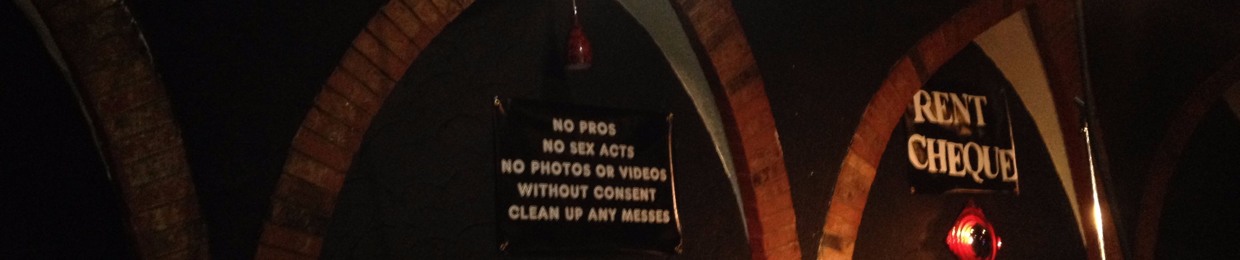 NO PROS
NO SEX ACTS
NO PHOTOS OR VIDEOS
WITHOUT CONSENT
CLEAN UP ANY MESSES
RENT
CHEQUE